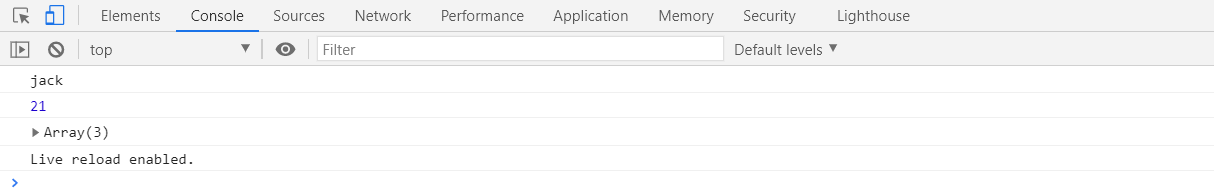 Elements Console Sources Network Performance Application Memory Security Lighthouse
top Filter Default levels
jack
21
Array(3)
Live reload enabled.